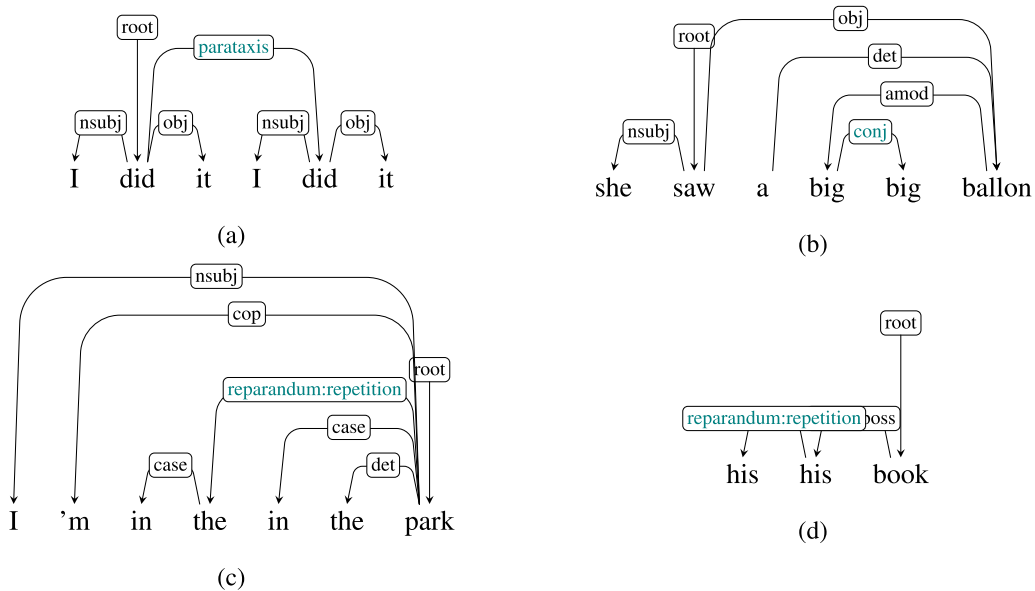 root
parataxis
nsubj obj nsubj obj
I did it I did it
(a)
obj
root
det
amod
nsubj conj
she saw a big big ballon
(b)
nsubj
cop
root
reparandum:repetition
case
case det
I 'm in the in the park
(c)
root
reparandum:repetition oss
his his book
(d)